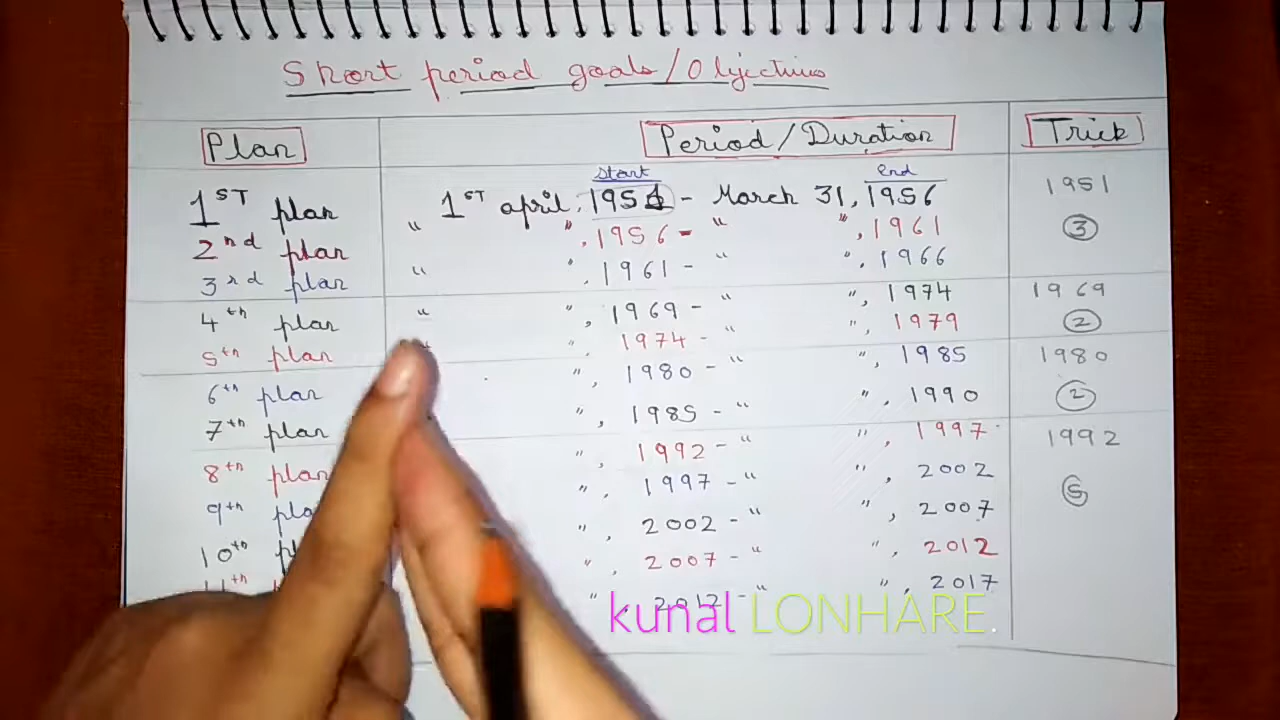 Short period goals/Objectives
Plan Period/Duration Trick
start end
1ST plan 1ST april, 1951 - March 31, 1956 1951
2nd plan " ", 1956 - " ", 1961 3
3rd plan " ", 1961 - " ", 1966
4th plan " ", 1969 - " ", 1974 1969
5th plan ", 1974 - " ", 1979 2
6th plan ", 1980 - " ", 1985 1980
7th plan ", 1985 - " ", 1990 2
8th plan ", 1992 - " ", 1997 1992
9th ", 1997 - " ", 2002 5
10th ", 2002 - " ", 2007
11th ", 2007 - " ", 2012
", 2012 - " ", 2017
kunal LONHARE.